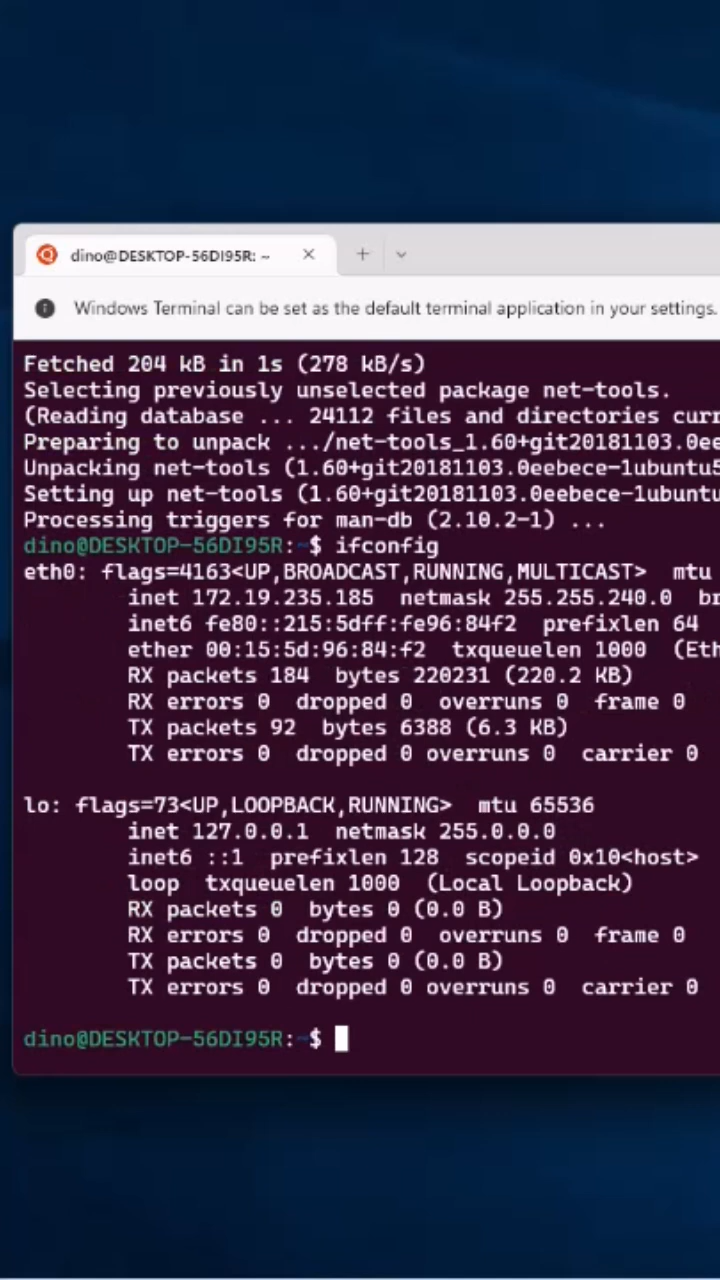 dino@DESKTOP-56DI95R: ~
Windows Terminal can be set as the default terminal application in your settings.
Fetched 204 kB in 1s (278 kB/s)
Selecting previously unselected package net-tools.
(Reading database ... 24112 files and directories curr
Preparing to unpack .../net-tools_1.60+git20181103.0ee
Unpacking net-tools (1.60+git20181103.0eebece-1ubuntu5
Setting up net-tools (1.60+git20181103.0eebece-1ubuntu
Processing triggers for man-db (2.10.2-1) ...
dino@DESKTOP-56DI95R:~$ ifconfig
eth0: flags=4163<UP,BROADCAST,RUNNING,MULTICAST>  mtu
inet 172.19.235.185  netmask 255.255.240.0  br
inet6 fe80::215:5dff:fe96:84f2  prefixlen 64
ether 00:15:5d:96:84:f2  txqueuelen 1000  (Eth
RX packets 184  bytes 220231 (220.2 KB)
RX errors 0  dropped 0  overruns 0  frame 0
TX packets 92  bytes 6388 (6.3 KB)
TX errors 0  dropped 0 overruns 0  carrier 0
lo: flags=73<UP,LOOPBACK,RUNNING>  mtu 65536
inet 127.0.0.1  netmask 255.0.0.0
inet6 ::1  prefixlen 128  scopeid 0x10<host>
loop  txqueuelen 1000  (Local Loopback)
RX packets 0  bytes 0 (0.0 B)
RX errors 0  dropped 0  overruns 0  frame 0
TX packets 0  bytes 0 (0.0 B)
TX errors 0  dropped 0 overruns 0  carrier 0
dino@DESKTOP-56DI95R:~$